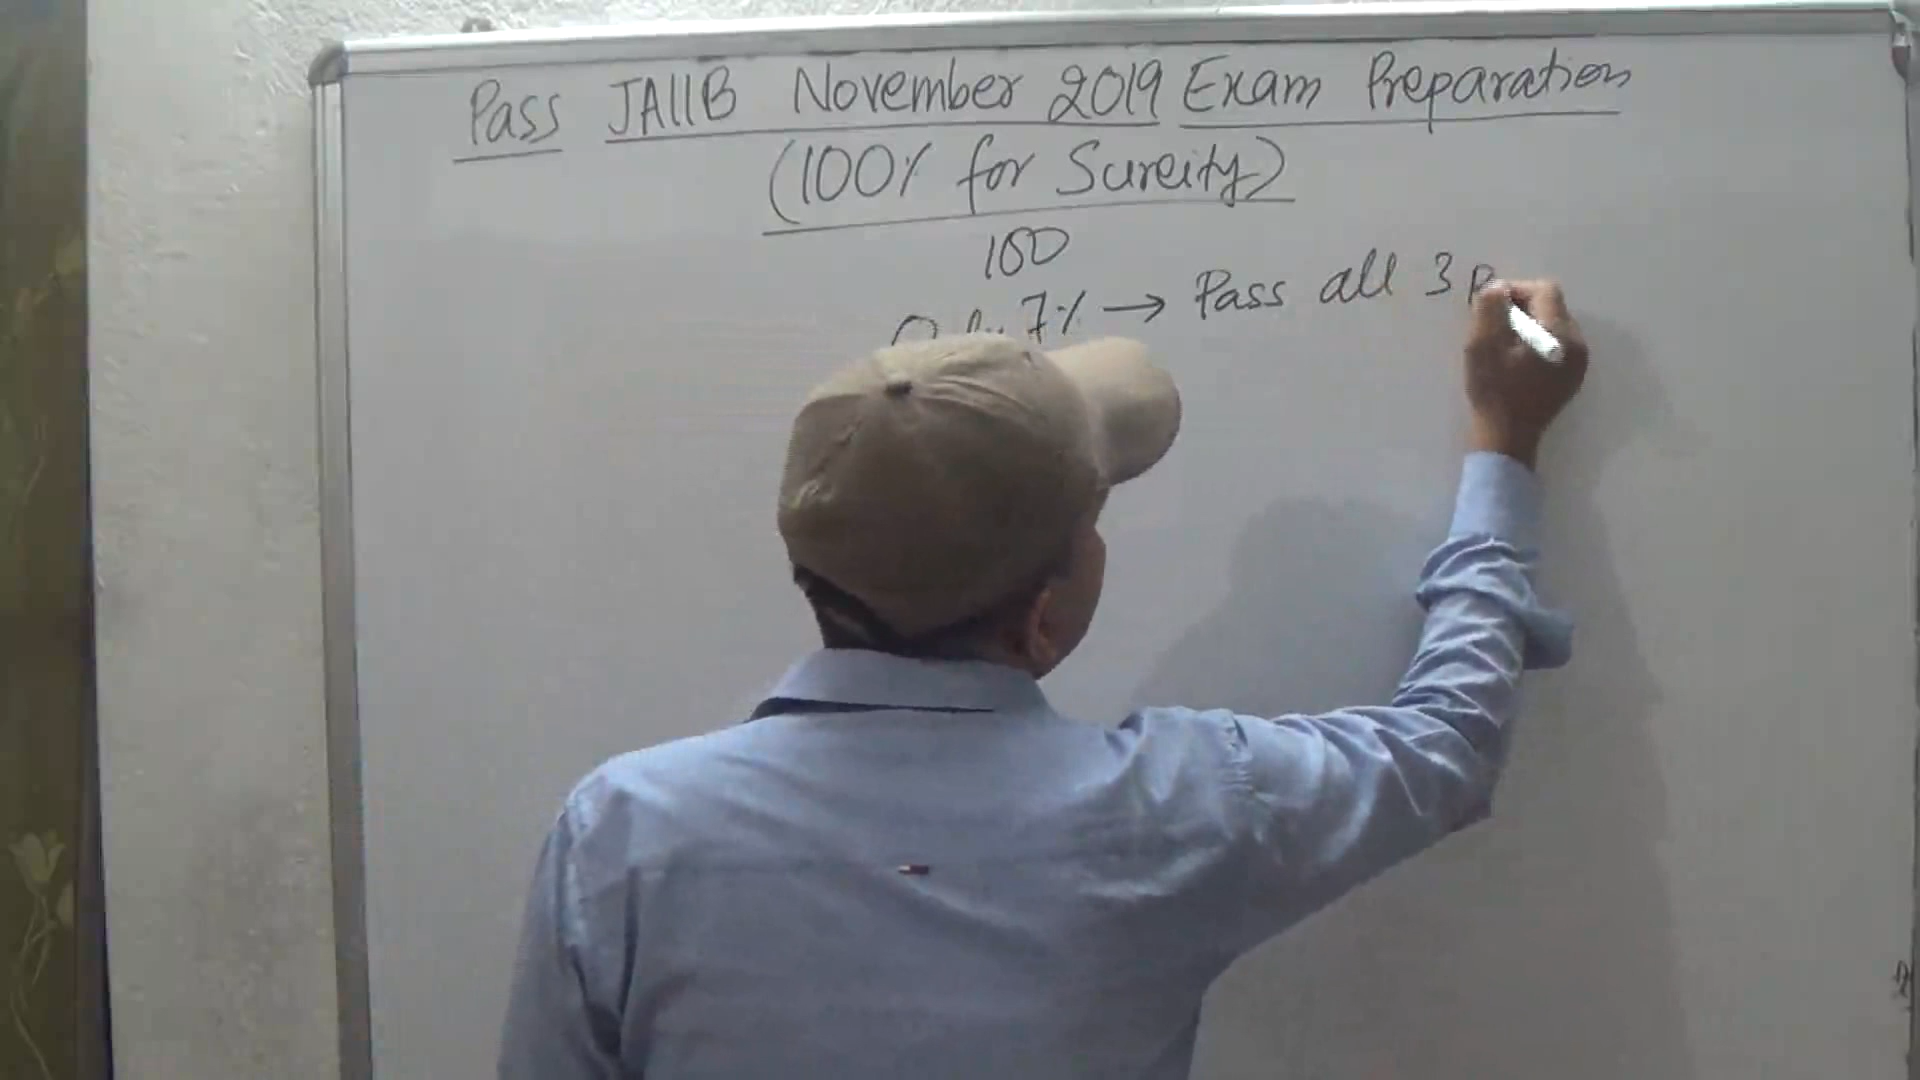 Pass JAIIB November 2019 Exam Preparation
(100% for Sureity)
100
7% → Pass all 3